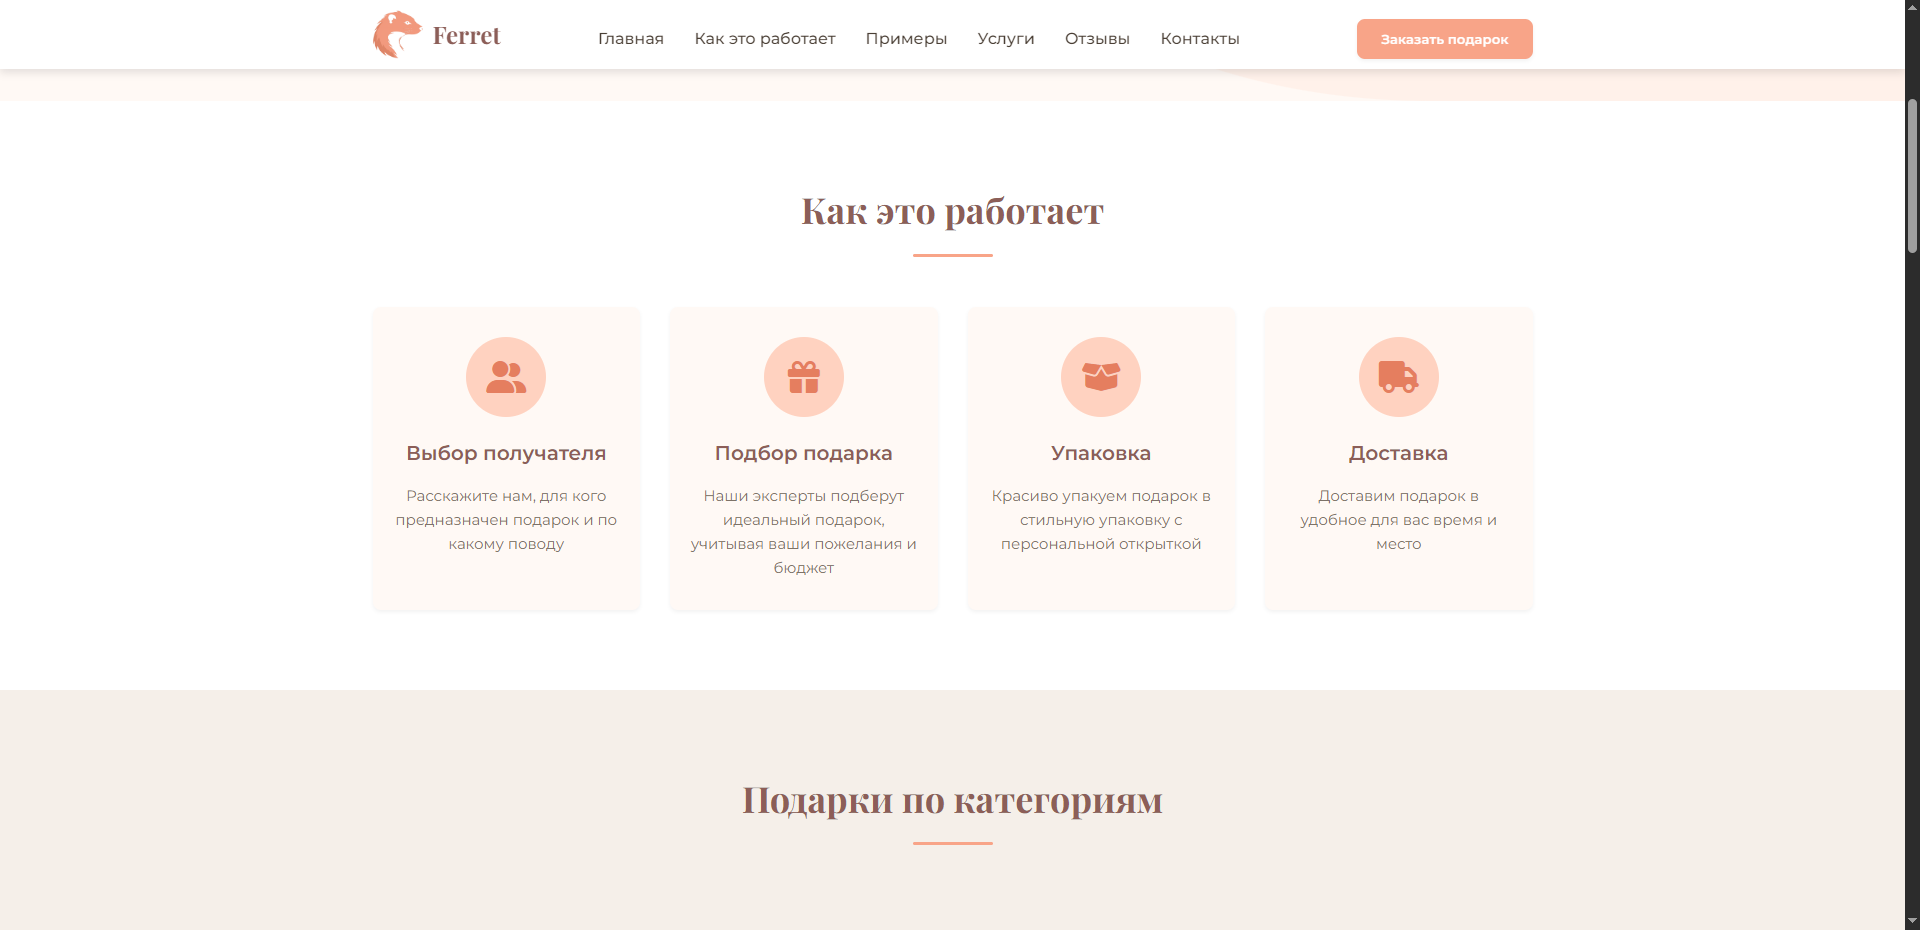 Ferret
Главная
Как это работает
Примеры
Услуги
Отзывы
Контакты
Заказать подарок
Как это работает
Выбор получателя
Расскажите нам, для кого
предназначен подарок и по
какому поводу
Подбор подарка
Наши эксперты подберут
идеальный подарок,
учитывая ваши пожелания и
бюджет
Упаковка
Красиво упакуем подарок в
стильную упаковку с
персональной открыткой
Доставка
Доставим подарок в
удобное для вас время и
место
Подарки по категориям